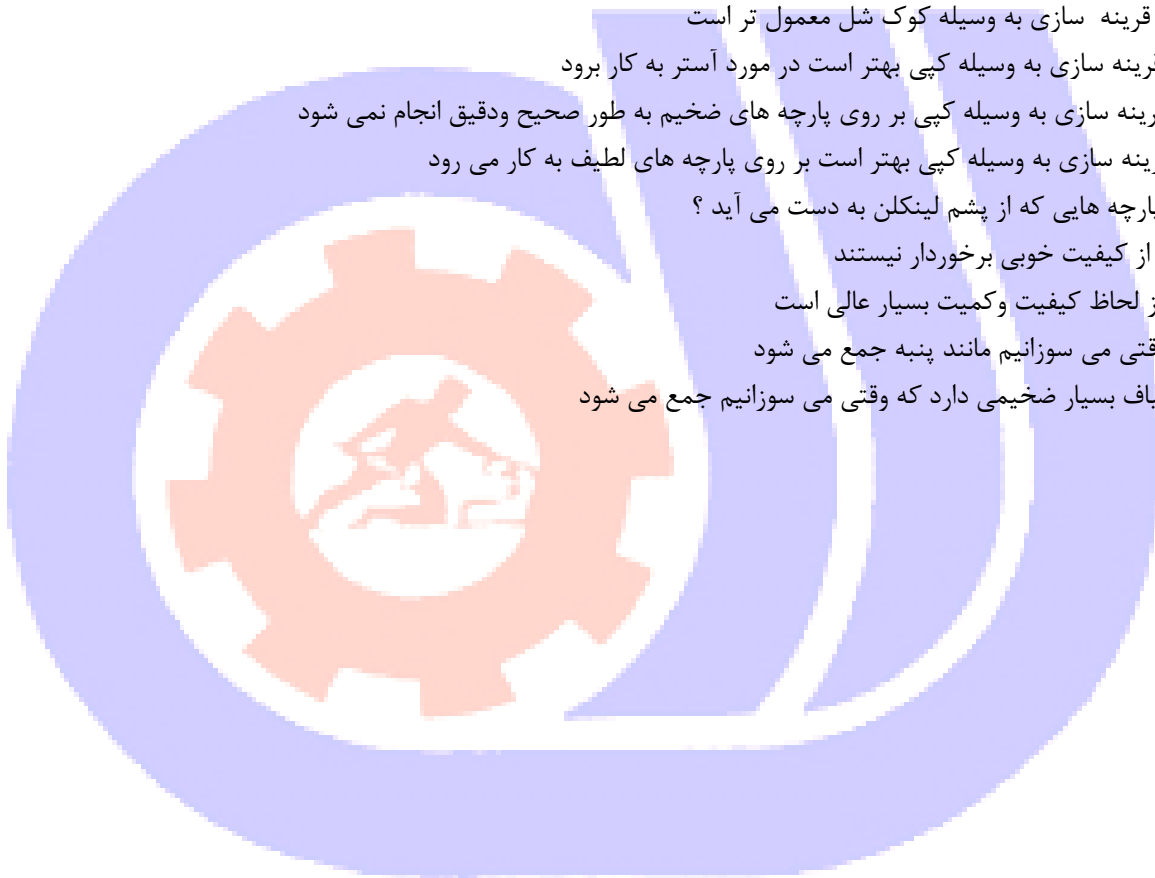 قرینه سازی به وسیله کوک شل معمول تر است
قرینه سازی به وسیله کپی بهتر است در مورد آستر به کار برود
قرینه سازی به وسیله کپی بر روی پارچه های ضخیم به طور صحیح ودقیق انجام نمی شود
قرینه سازی به وسیله کپی بهتر است بر روی پارچه های لطیف به کار می رود
پارچه هایی که از پشم لینکلن به دست می آید ؟
از کیفیت خوبی برخوردار نیستند
از لحاظ کیفیت وکمیت بسیار عالی است
وقتی می سوزانیم مانند پنبه جمع می شود
بسیار ضخیمی دارد که وقتی می سوزانیم جمع می شود